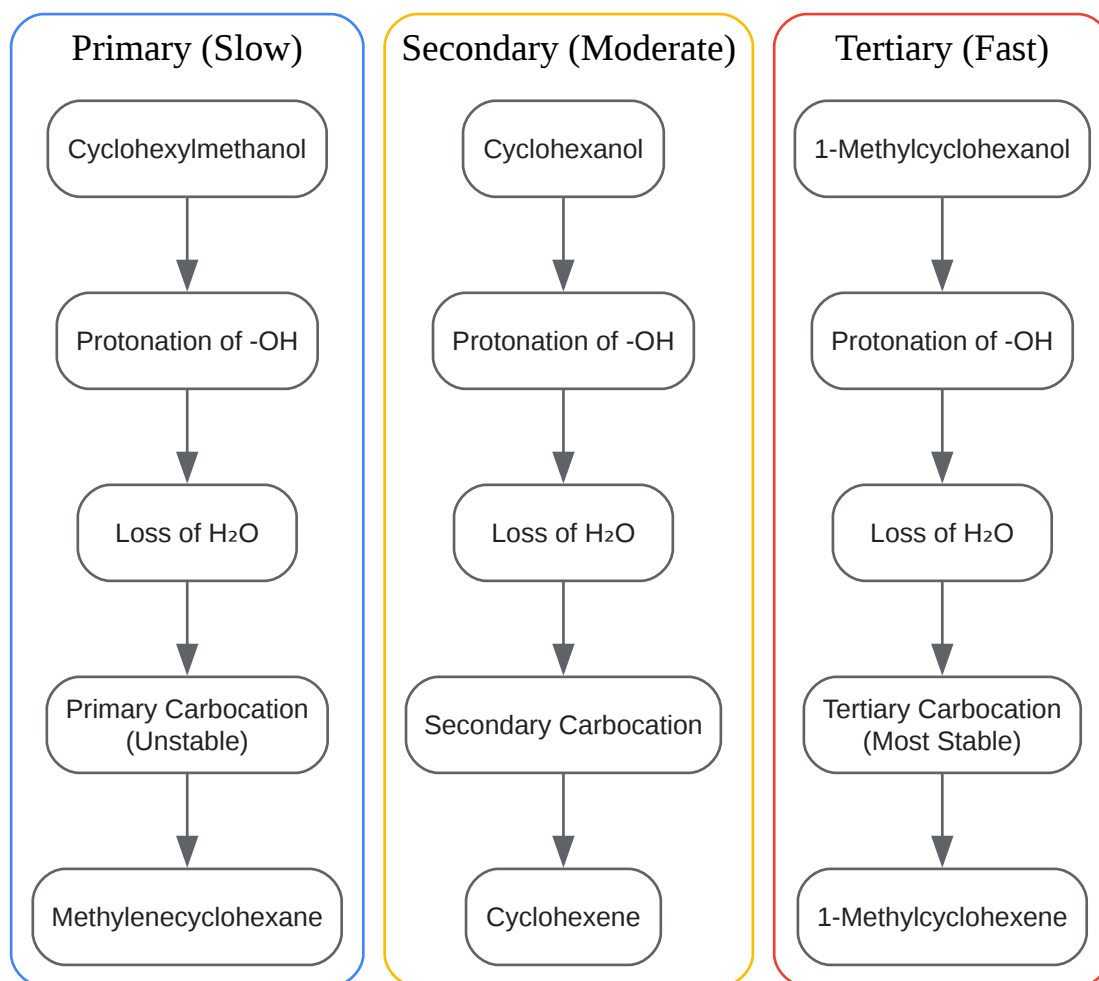 Primary (Slow)
Cyclohexylmethanol
Protonation of -OH
Loss of H₂O
Primary Carbocation
(Unstable)
Methylenecyclohexane
Secondary (Moderate)
Cyclohexanol
Protonation of -OH
Loss of H₂O
Secondary Carbocation
Cyclohexene
Tertiary (Fast)
1-Methylcyclohexanol
Protonation of -OH
Loss of H₂O
Tertiary Carbocation
(Most Stable)
1-Methylcyclohexene